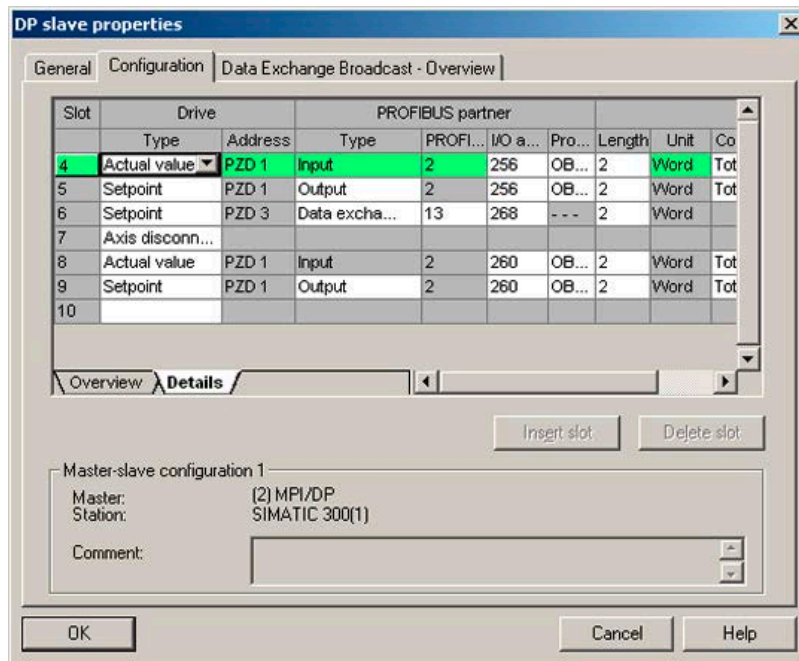 DP slave properties
General Configuration Data Exchange Broadcast - Overview
Slot Drive PROFIBUS partner
Type Address Type PROFI... I/O a... Pro... Length Unit Co
4 Actual value PZD 1 Input 2 256 OB... 2 Word Tot
5 Setpoint PZD 1 Output 2 256 OB... 2 Word Tot
6 Setpoint PZD 3 Data excha... 13 268 --- 2 Word
7 Axis disconn...
8 Actual value PZD 1 Input 2 260 OB... 2 Word Tot
9 Setpoint PZD 1 Output 2 260 OB... 2 Word Tot
10
Overview Details
Insert slot Delete slot
Master-slave configuration 1
Master: (2) MPI/DP
Station: SIMATIC 300(1)
Comment:
OK Cancel Help